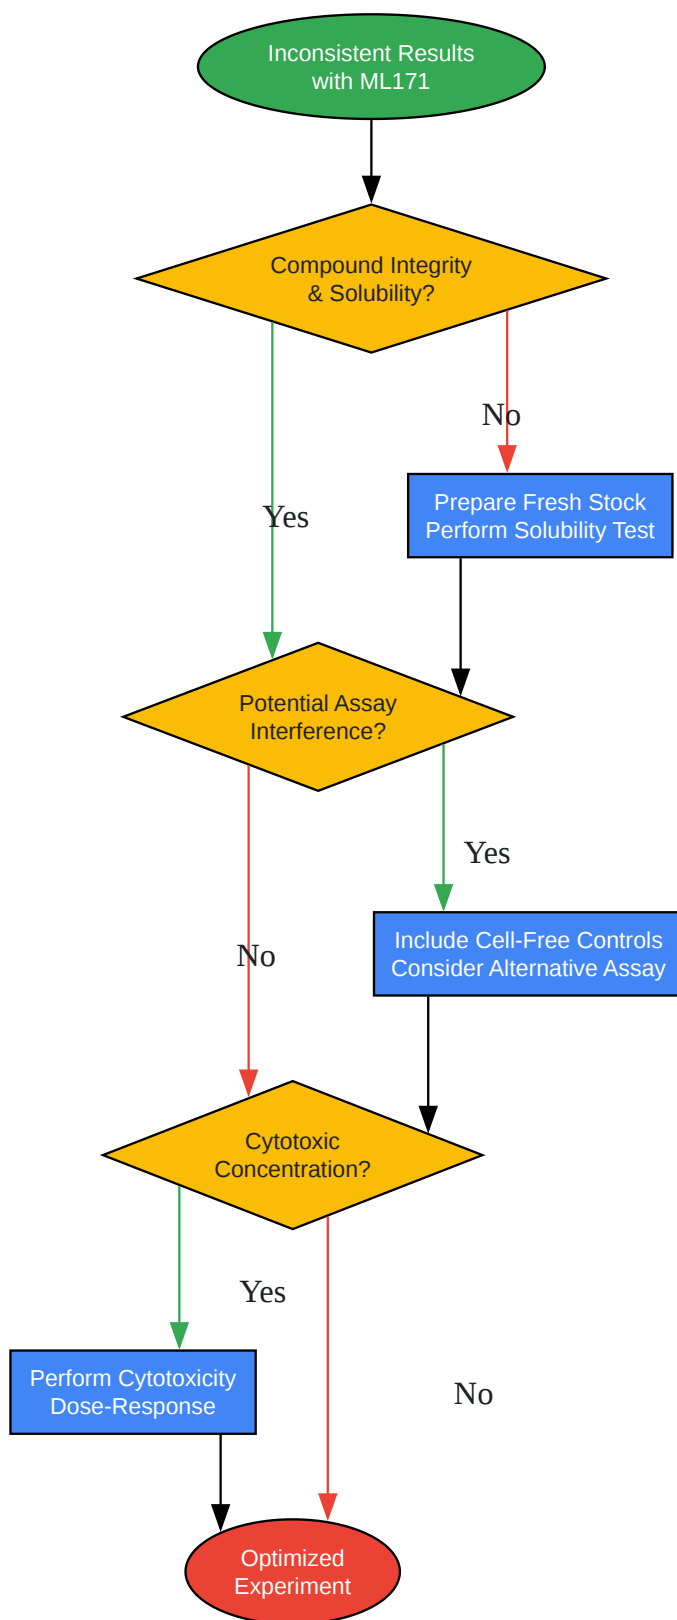 Inconsistent Results
with ML171
Compound Integrity
& Solubility?
No
Prepare Fresh Stock
Perform Solubility Test
Yes
Potential Assay
Interference?
Yes
Include Cell-Free Controls
Consider Alternative Assay
No
Cytotoxic
Concentration?
Yes
Perform Cytotoxicity
Dose-Response
No
Optimized
Experiment